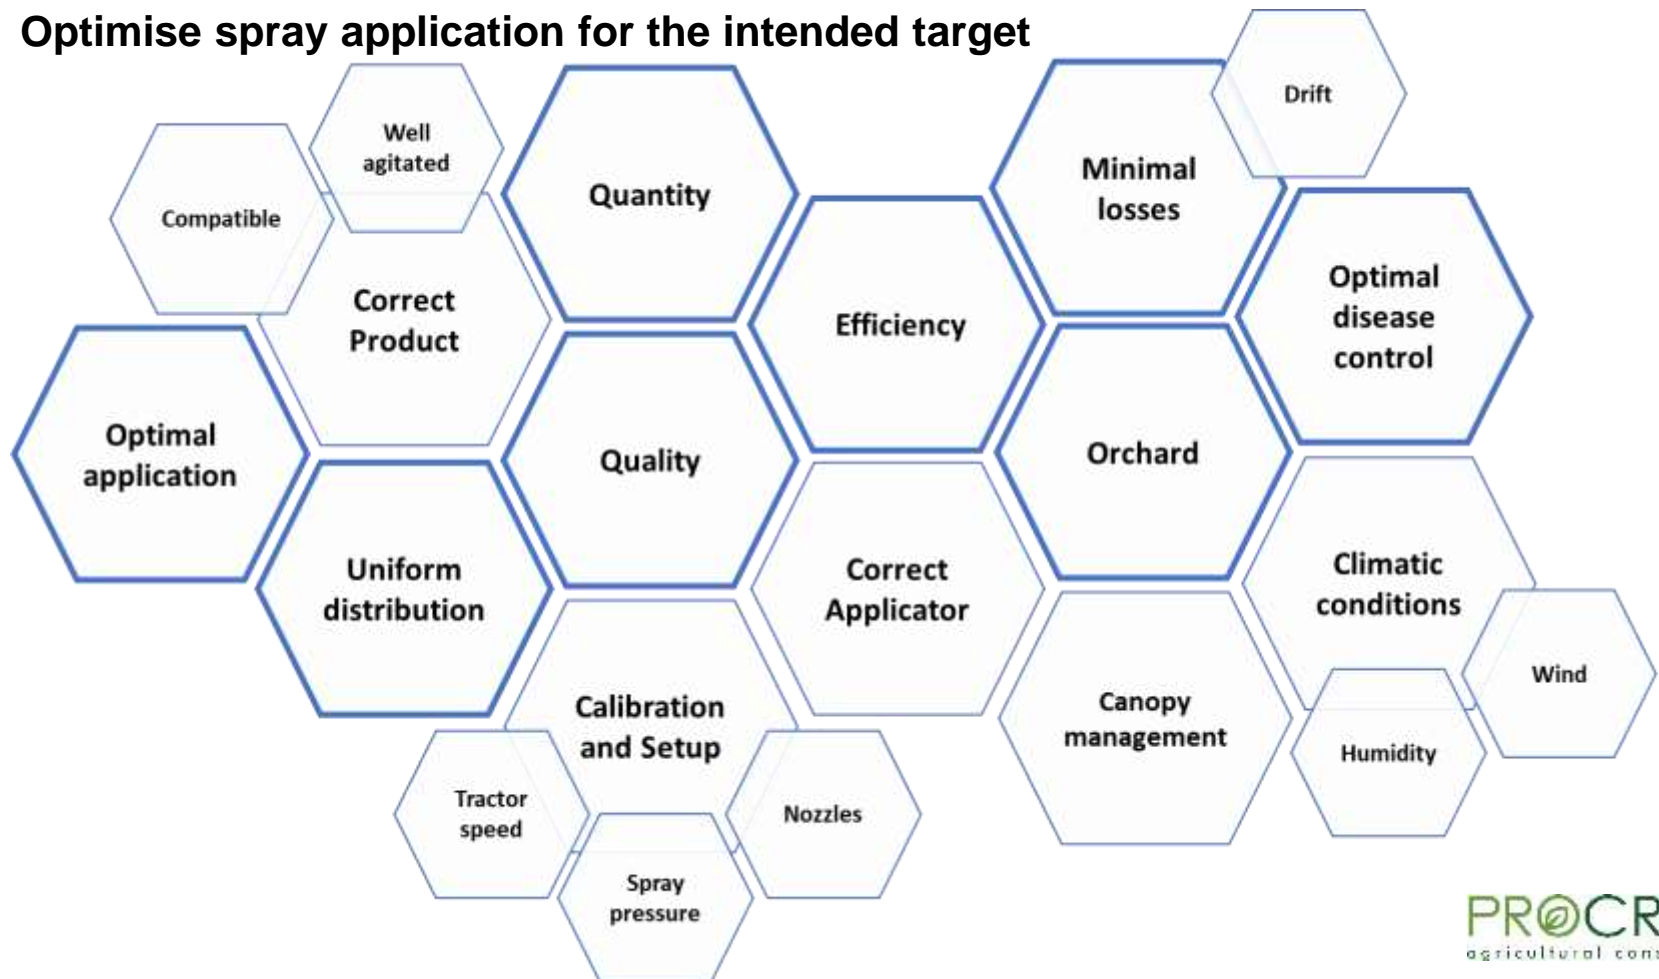 Optimise spray application for the intended target
Drift
Well
agitated
Compatible
Quantity
Minimal
losses
Correct
Product
Efficiency
Optimal
disease
control
Optimal
application
Quality
Orchard
Uniform
distribution
Correct
Applicator
Climatic
conditions
Calibration
and Setup
Canopy
management
Wind
Humidity
Tractor
speed
Nozzles
Spray
pressure
PROCR
agricultural cons